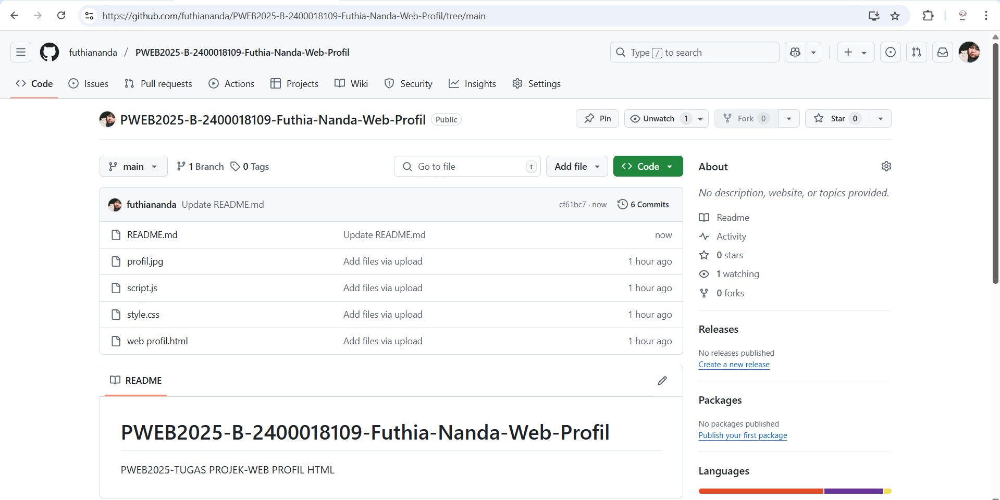 https://github.com/futhiananda/PWEB2025-B-2400018109-Futhia-Nanda-Web-Profil/tree/main
futhiananda / PWEB2025-B-2400018109-Futhia-Nanda-Web-Profil
Type / to search
Code Issues Pull requests Actions Projects Wiki Security Insights Settings
PWEB2025-B-2400018109-Futhia-Nanda-Web-Profil Public
Pin Unwatch 1 Fork 0 Star 0
main 1 Branch 0 Tags Go to file t Add file Code
futhiananda Update README.md cf61bc7 · now 6 Commits
README.md Update README.md now
profil.jpg Add files via upload 1 hour ago
script.js Add files via upload 1 hour ago
style.css Add files via upload 1 hour ago
web profil.html Add files via upload 1 hour ago
README
PWEB2025-B-2400018109-Futhia-Nanda-Web-Profil
PWEB2025-TUGAS PROJEK-WEB PROFIL HTML
About
No description, website, or topics provided.
Readme
Activity
0 stars
1 watching
0 forks
Releases
No releases published
Create a new release
Packages
No packages published
Publish your first package
Languages